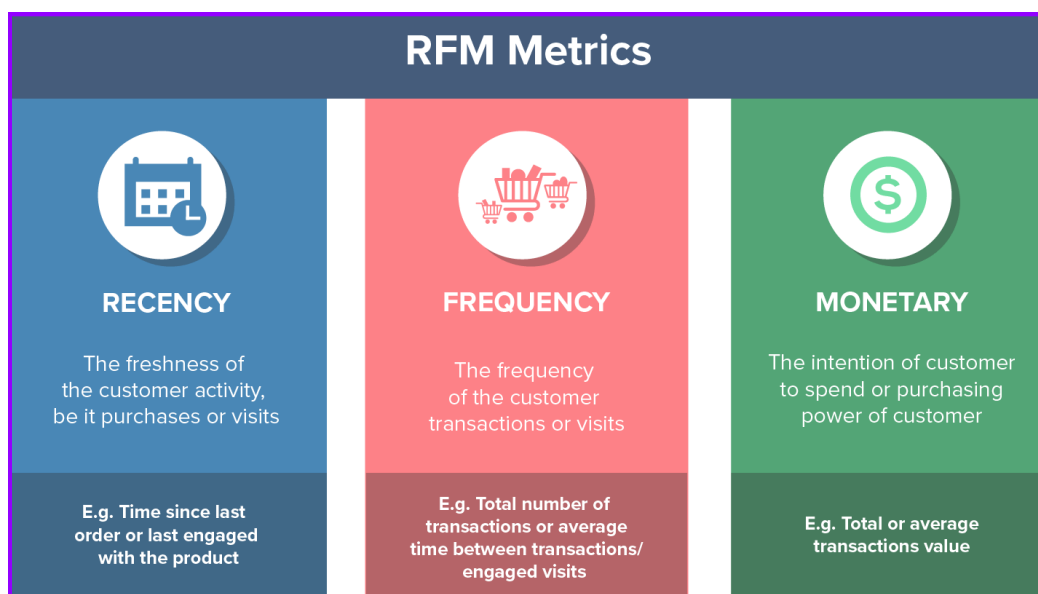 RFM Metrics
RECENCY
The freshness of
the customer activity,
be it purchases or visits
E.g. Time since last
order or last engaged
with the product
FREQUENCY
The frequency
of the customer
transactions or visits
E.g. Total number of
transactions or average
time between transactions/
engaged visits
MONETARY
The intention of customer
to spend or purchasing
power of customer
E.g. Total or average
transactions value